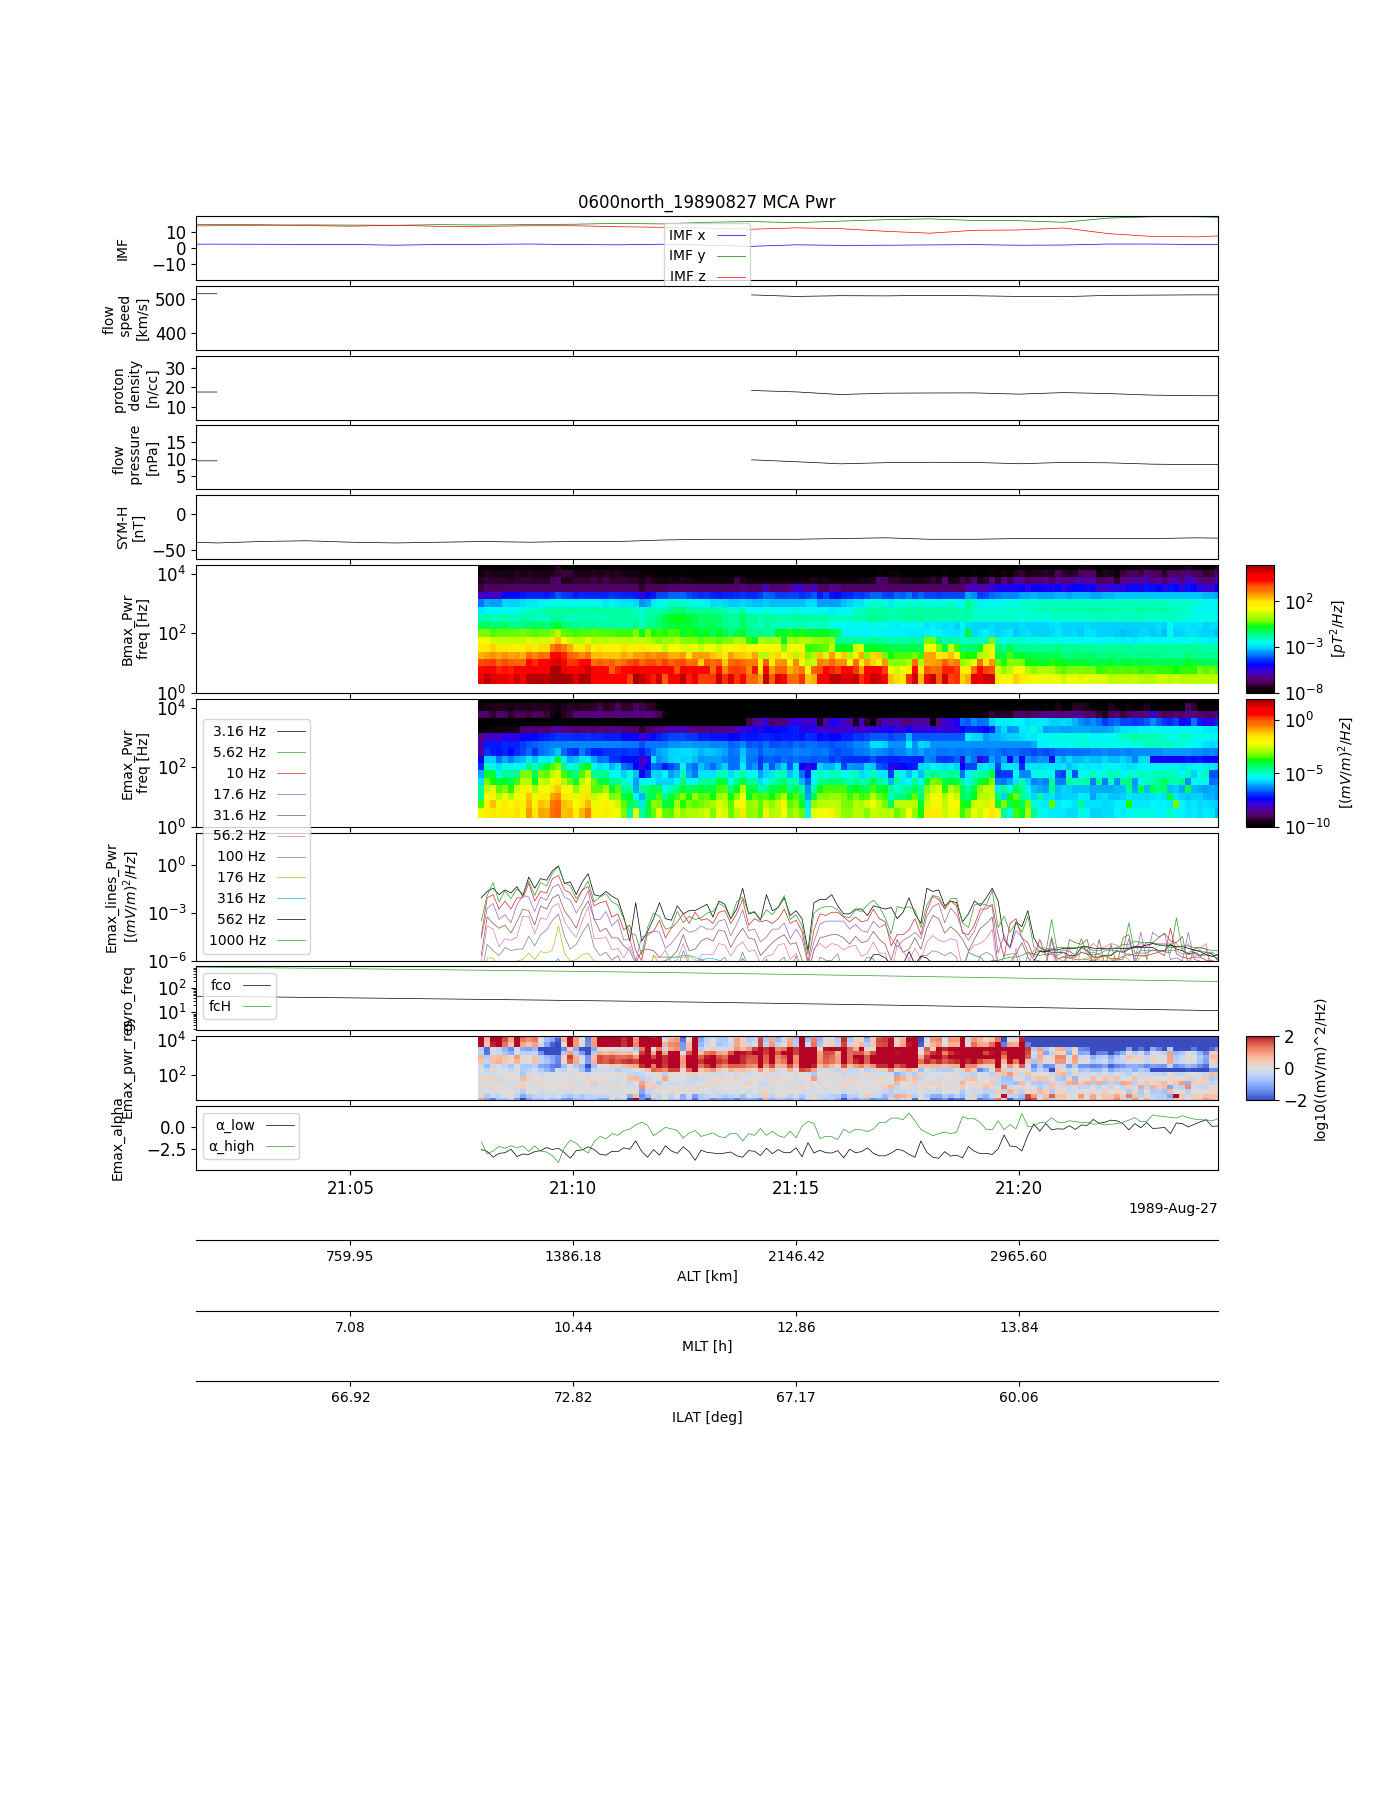 0600north_19890827 MCA Pwr
IMF
10
0
−10
IMF x
IMF y
IMF z
flow
speed
[km/s]
500
400
proton
density
[n/cc]
30
20
10
flow
pressure
[nPa]
15
10
5
SYM-H
[nT]
0
−50
Bmax_Pwr
freq [Hz]
10^4
10^2
10^0
10^2
10^-3
10^-8
[pT^2/Hz]
Emax_Pwr
freq [Hz]
10^4
10^2
10^0
10^0
10^-5
10^-10
[(mV/m)^2/Hz]
3.16 Hz
5.62 Hz
10 Hz
17.6 Hz
31.6 Hz
56.2 Hz
100 Hz
176 Hz
316 Hz
562 Hz
1000 Hz
Emax_lines_Pwr
[(mV/m)^2/Hz]
10^0
10^-3
10^-6
gyro_freq
10^2
10^1
fco
fcH
Emax_pwr_res
10^4
10^2
2
0
−2
log10((mV/m)^2/Hz)
Emax_alpha
0.0
−2.5
α_low
α_high
21:05 21:10 21:15 21:20
1989-Aug-27
759.95 1386.18 2146.42 2965.60
ALT [km]
7.08 10.44 12.86 13.84
MLT [h]
66.92 72.82 67.17 60.06
ILAT [deg]